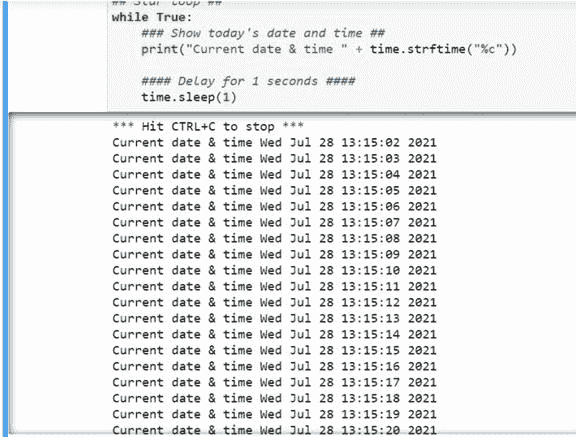 ## Star loop ##
while True:
### Show today's date and time ##
print("Current date & time " + time.strftime("%c"))
#### Delay for 1 seconds ####
time.sleep(1)
*** Hit CTRL+C to stop ***
Current date & time Wed Jul 28 13:15:02 2021
Current date & time Wed Jul 28 13:15:03 2021
Current date & time Wed Jul 28 13:15:04 2021
Current date & time Wed Jul 28 13:15:05 2021
Current date & time Wed Jul 28 13:15:06 2021
Current date & time Wed Jul 28 13:15:07 2021
Current date & time Wed Jul 28 13:15:08 2021
Current date & time Wed Jul 28 13:15:09 2021
Current date & time Wed Jul 28 13:15:10 2021
Current date & time Wed Jul 28 13:15:11 2021
Current date & time Wed Jul 28 13:15:12 2021
Current date & time Wed Jul 28 13:15:13 2021
Current date & time Wed Jul 28 13:15:14 2021
Current date & time Wed Jul 28 13:15:15 2021
Current date & time Wed Jul 28 13:15:16 2021
Current date & time Wed Jul 28 13:15:17 2021
Current date & time Wed Jul 28 13:15:18 2021
Current date & time Wed Jul 28 13:15:19 2021
Current date & time Wed Jul 28 13:15:20 2021